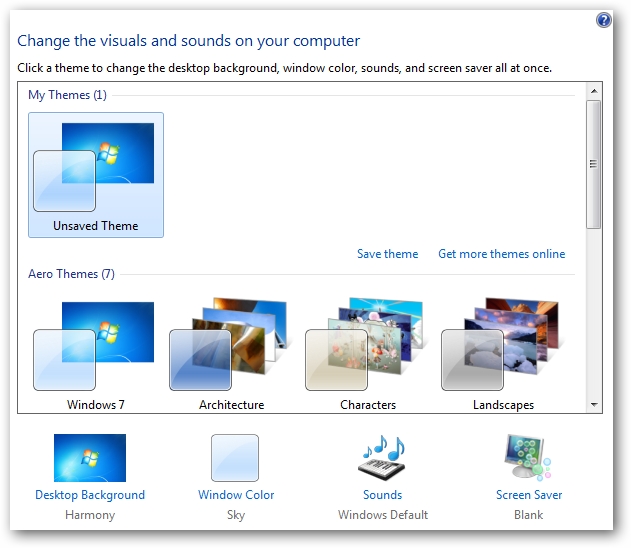 ?
Change the visuals and sounds on your computer
Click a theme to change the desktop background, window color, sounds, and screen saver all at once.
My Themes (1)
Unsaved Theme
Save theme Get more themes online
Aero Themes (7)
Windows 7 Architecture Characters Landscapes
Desktop Background Window Color Sounds Screen Saver
Harmony Sky Windows Default Blank